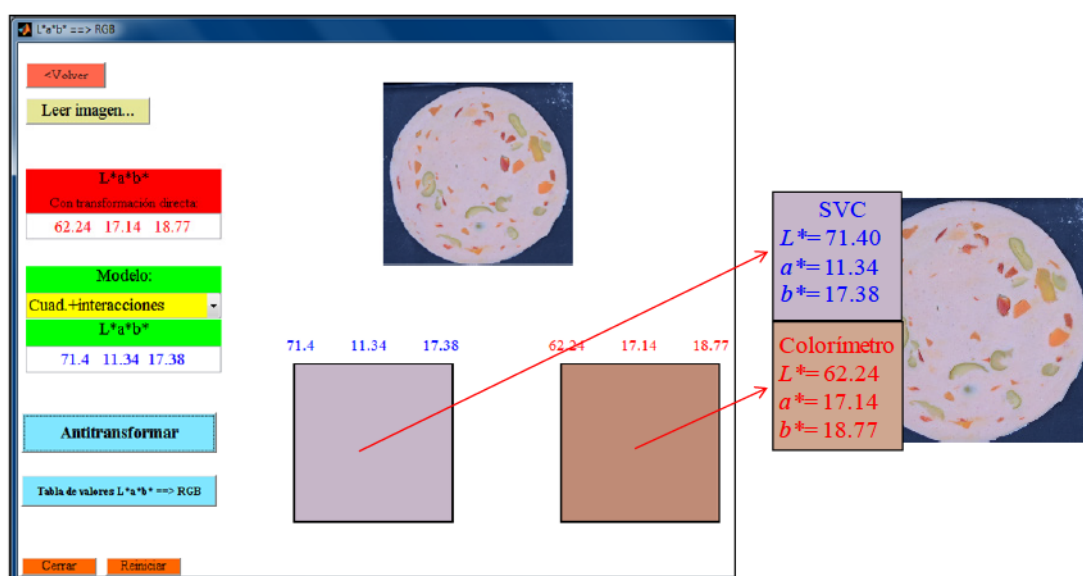 L*a*b* ==> RGB
<Volver
Leer imagen...
L*a*b*
Con transformación directa:
62.24 17.14 18.77
Modelo:
Cuad.+interacciones
L*a*b*
71.4 11.34 17.38
Antitransformar
Tabla de valores L*a*b* ==> RGB
Cerrar Reiniciar
71.4 11.34 17.38
62.24 17.14 18.77
SVC
L*= 71.40
a*= 11.34
b*= 17.38
Colorímetro
L*= 62.24
a*= 17.14
b*= 18.77